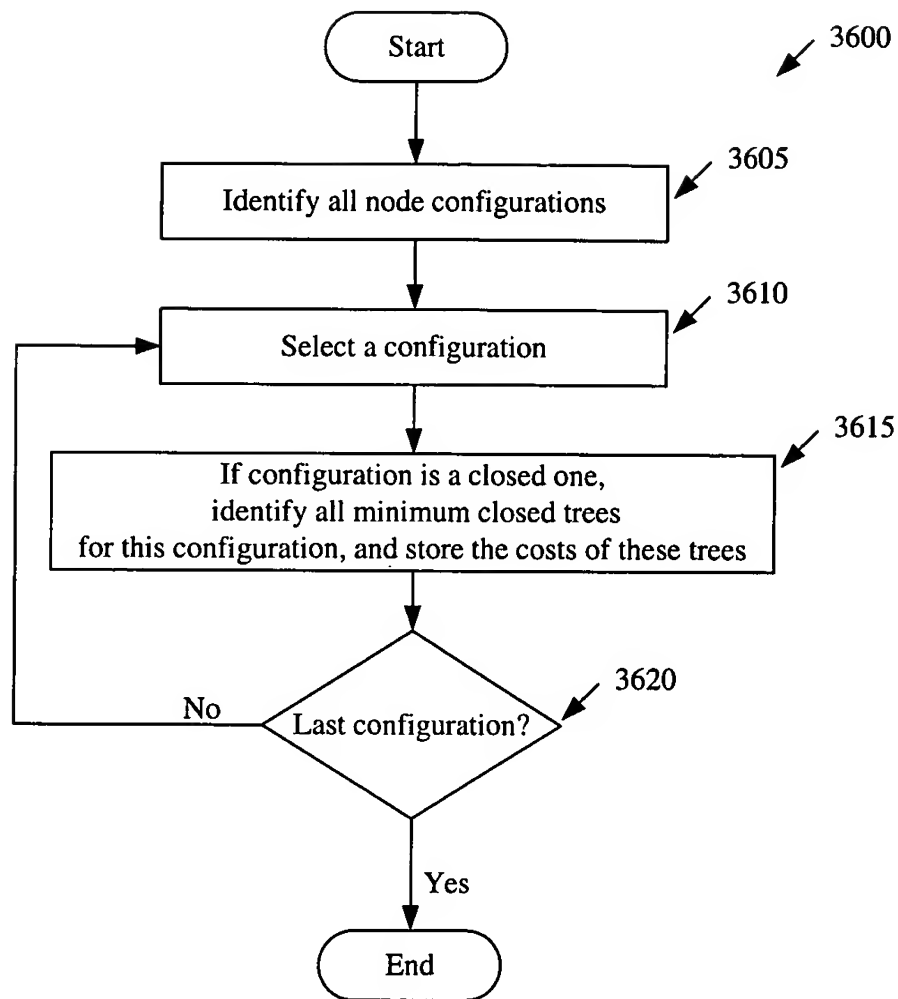 Start
3600
3605
Identify all node configurations
3610
Select a configuration
3615
If configuration is a closed one,
identify all minimum closed trees
for this configuration, and store the costs of these trees
3620
No
Last configuration?
Yes
End